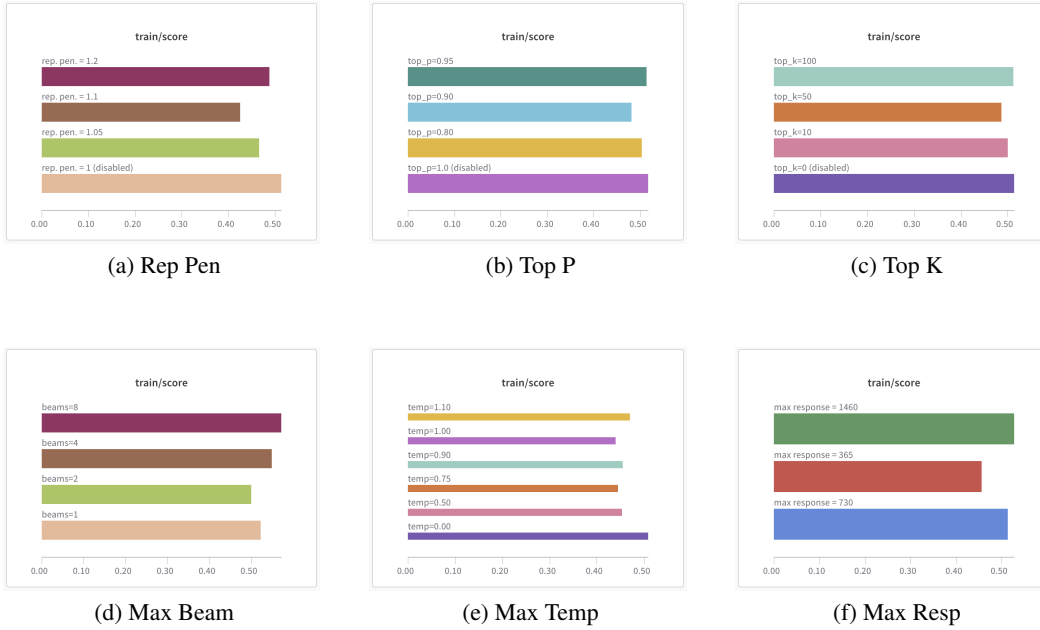 train/score
rep. pen. = 1.2
rep. pen. = 1.1
rep. pen. = 1.05
rep. pen. = 1 (disabled)
0.00 0.10 0.20 0.30 0.40 0.50
(a) Rep Pen
train/score
top_p=0.95
top_p=0.90
top_p=0.80
top_p=1.0 (disabled)
0.00 0.10 0.20 0.30 0.40 0.50
(b) Top P
train/score
top_k=100
top_k=50
top_k=10
top_k=0 (disabled)
0.00 0.10 0.20 0.30 0.40 0.50
(c) Top K
train/score
beams=8
beams=4
beams=2
beams=1
0.00 0.10 0.20 0.30 0.40 0.50
(d) Max Beam
train/score
temp=1.10
temp=1.00
temp=0.90
temp=0.75
temp=0.50
temp=0.00
0.00 0.10 0.20 0.30 0.40 0.50
(e) Max Temp
train/score
max response = 1460
max response = 365
max response = 730
0.00 0.10 0.20 0.30 0.40 0.50
(f) Max Resp